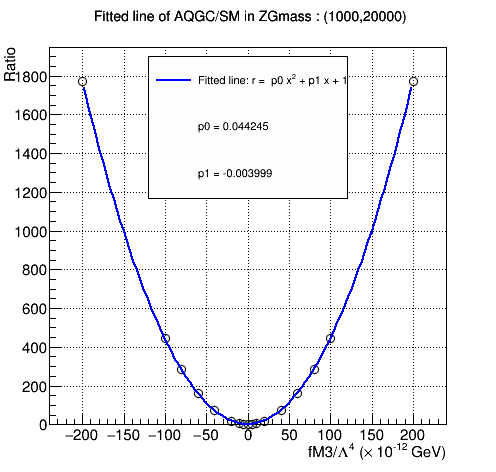 Fitted line of AQGC/SM in ZGmass : (1000,20000)
Ratio
Fitted line: r = p0 x² + p1 x + 1
p0 = 0.044245
p1 = -0.003999
1800
1600
1400
1200
1000
800
600
400
200
0
−200 −150 −100 −50 0 50 100 150 200
fM3/Λ⁴ (× 10⁻¹² GeV)